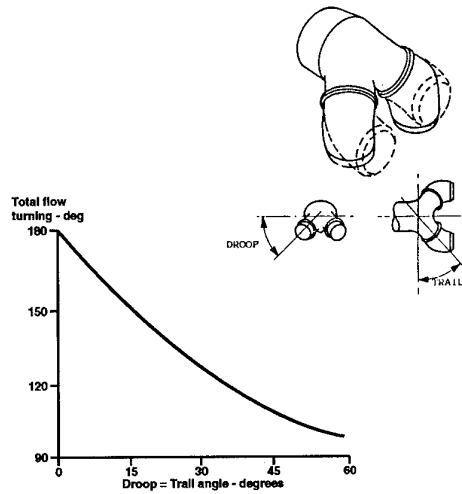 DROOP
TRAIL
Total flow
turning - deg
180
150
120
90
0
15
30
45
60
Droop = Trail angle - degrees